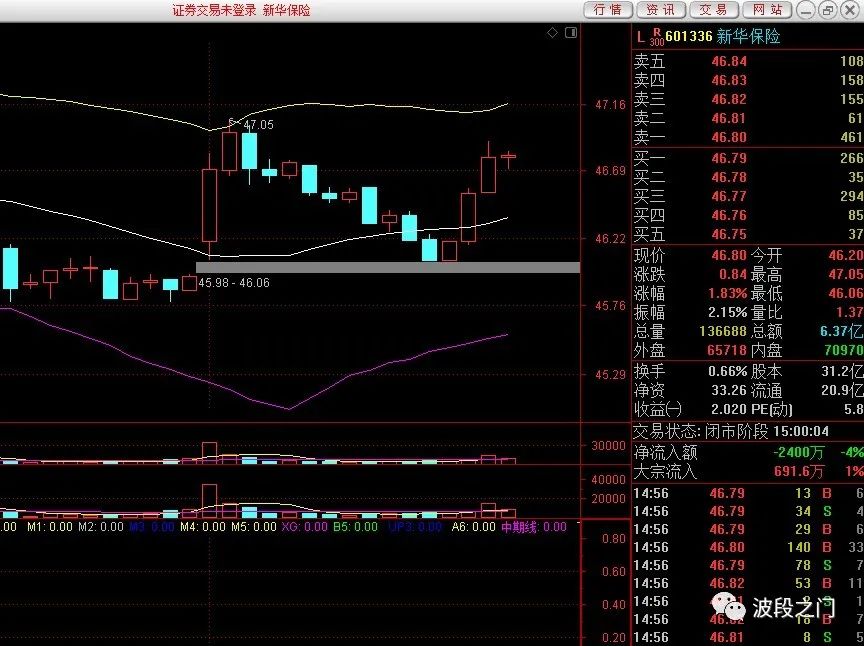 证券交易未登录 新华保险 行情 资讯 交易 网站
L R 300 601336 新华保险
卖五 46.84 108
卖四 46.83 158
卖三 46.82 155
卖二 46.81 61
卖一 46.80 461
买一 46.79 266
买二 46.78 35
买三 46.77 294
买四 46.76 85
买五 46.75 37
现价 46.80 今开 46.20
涨跌 0.84 最高 47.05
涨幅 1.83% 最低 46.06
振幅 2.15% 量比 1.37
总量 136688 总额 6.37亿
外盘 65718 内盘 70970
换手 0.66% 股本 31.2亿
净资 33.26 流通 20.9亿
收益㈠ 2.020 PE(动) 5.8
交易状态: 闭市阶段 15:00:04
净流入额 -2400万 -4%
大宗流入 691.6万 1%
14:56 46.79 13 B 6
14:56 46.79 34 S 4
14:56 46.79 29 B 6
14:56 46.80 140 B 33
14:56 46.79 78 S 7
14:56 46.82 53 B 11
14:56 S 1
14:56 18 B 7
14:56 46.81 8 S 5
波段之门
47.05
45.98 - 46.06
47.16
46.69
46.22
45.76
45.29
30000
40000
20000
.00 M1: 0.00 M2: 0.00 M3: 0.00 M4: 0.00 M5: 0.00 XG: 0.00 B5: 0.00 UP3: 0.00 A6: 0.00 中期线: 0.00
0.80
0.60
0.40
0.20